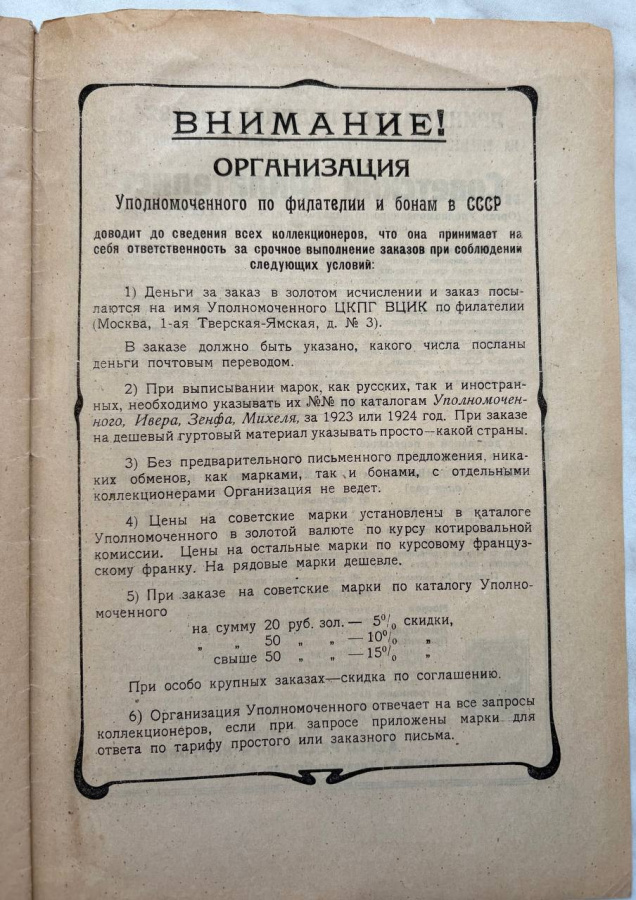 ВНИМАНИЕ!
ОРГАНИЗАЦИЯ
Уполномоченного по филателии и бонам в СССР
доводит до сведения всех коллекционеров, что она принимает на
себя ответственность за срочное выполнение заказов при соблюдении
следующих условий:
1) Деньги за заказ в золотом исчислении и заказ посы-
лаются на имя Уполномоченного ЦКПГ ВЦИК по филателии
(Москва, 1-ая Тверская-Ямская, д. № 3).
В заказе должно быть указано, какого числа посланы
деньги почтовым переводом.
2) При выписывании марок, как русских, так и иностран-
ных, необходимо указывать их №№ по каталогам Уполномочен-
ного, Ивера, Зенфа, Михеля, за 1923 или 1924 год. При заказе
на дешевый гуртовый материал указывать просто—какой страны.
3) Без предварительного письменного предложения, ника-
ких обменов, как марками, так и бонами, с отдельными
коллекционерами Организация не ведет.
4) Цены на советские марки установлены в каталоге
Уполномоченного в золотой валюте по курсу котировальной
комиссии. Цены на остальные марки по курсовому француз-
скому франку. На рядовые марки дешевле.
5) При заказе на советские марки по каталогу Уполно-
моченного
на сумму 20 руб. зол.— 5% скидки,
„ „ 50 „ „ —10% „
свыше 50 „ „ —15% „
При особо крупных заказах—скидка по соглашению.
6) Организация Уполномоченного отвечает на все запросы
коллекционеров, если при запросе приложены марки для
ответа по тарифу простого или заказного письма.